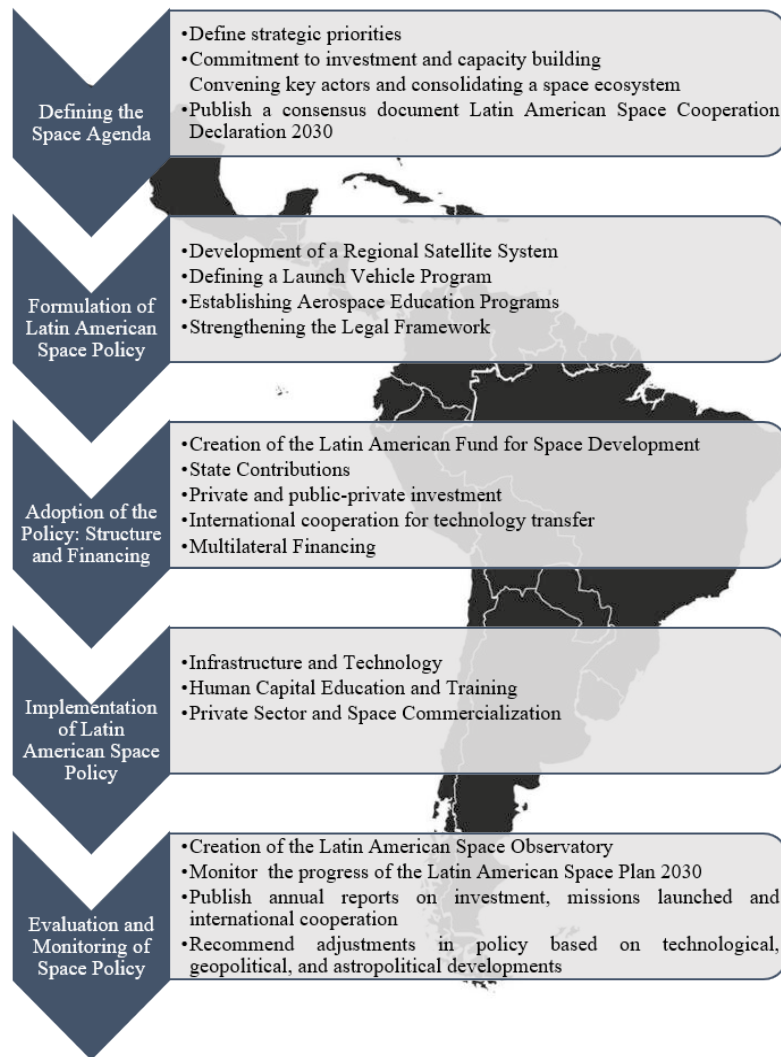 Defining the
Space Agenda
•Define strategic priorities
•Commitment to investment and capacity building
Convening key actors and consolidating a space ecosystem
•Publish a consensus document Latin American Space Cooperation
Declaration 2030
Formulation of
Latin American
Space Policy
•Development of a Regional Satellite System
•Defining a Launch Vehicle Program
•Establishing Aerospace Education Programs
•Strengthening the Legal Framework
Adoption of the
Policy: Structure
and Financing
•Creation of the Latin American Fund for Space Development
•State Contributions
•Private and public-private investment
•International cooperation for technology transfer
•Multilateral Financing
Implementation
of Latin
American Space
Policy
•Infrastructure and Technology
•Human Capital Education and Training
•Private Sector and Space Commercialization
Evaluation and
Monitoring of
Space Policy
•Creation of the Latin American Space Observatory
•Monitor the progress of the Latin American Space Plan 2030
•Publish annual reports on investment, missions launched and
international cooperation
•Recommend adjustments in policy based on technological,
geopolitical, and astropolitical developments